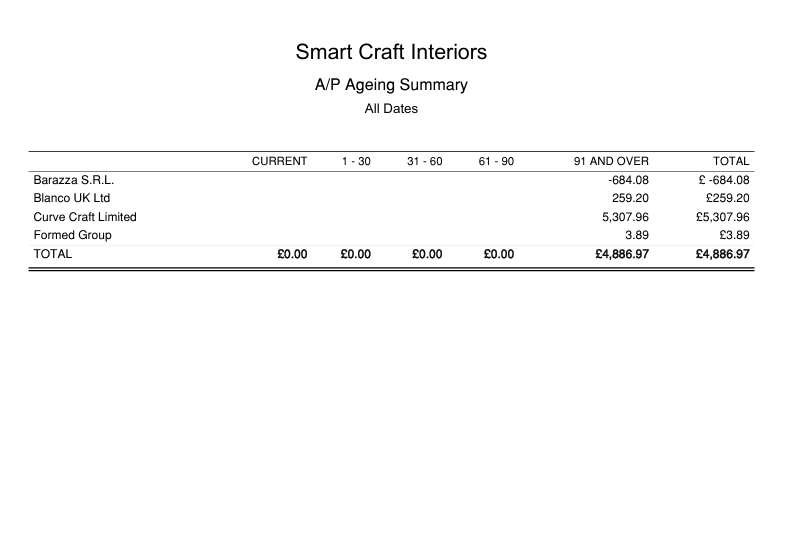 Smart Craft Interiors
A/P Ageing Summary
All Dates
CURRENT 1 - 30 31 - 60 61 - 90 91 AND OVER TOTAL
Barazza S.R.L. -684.08 £ -684.08
Blanco UK Ltd 259.20 £259.20
Curve Craft Limited 5,307.96 £5,307.96
Formed Group 3.89 £3.89
TOTAL £0.00 £0.00 £0.00 £0.00 £4,886.97 £4,886.97